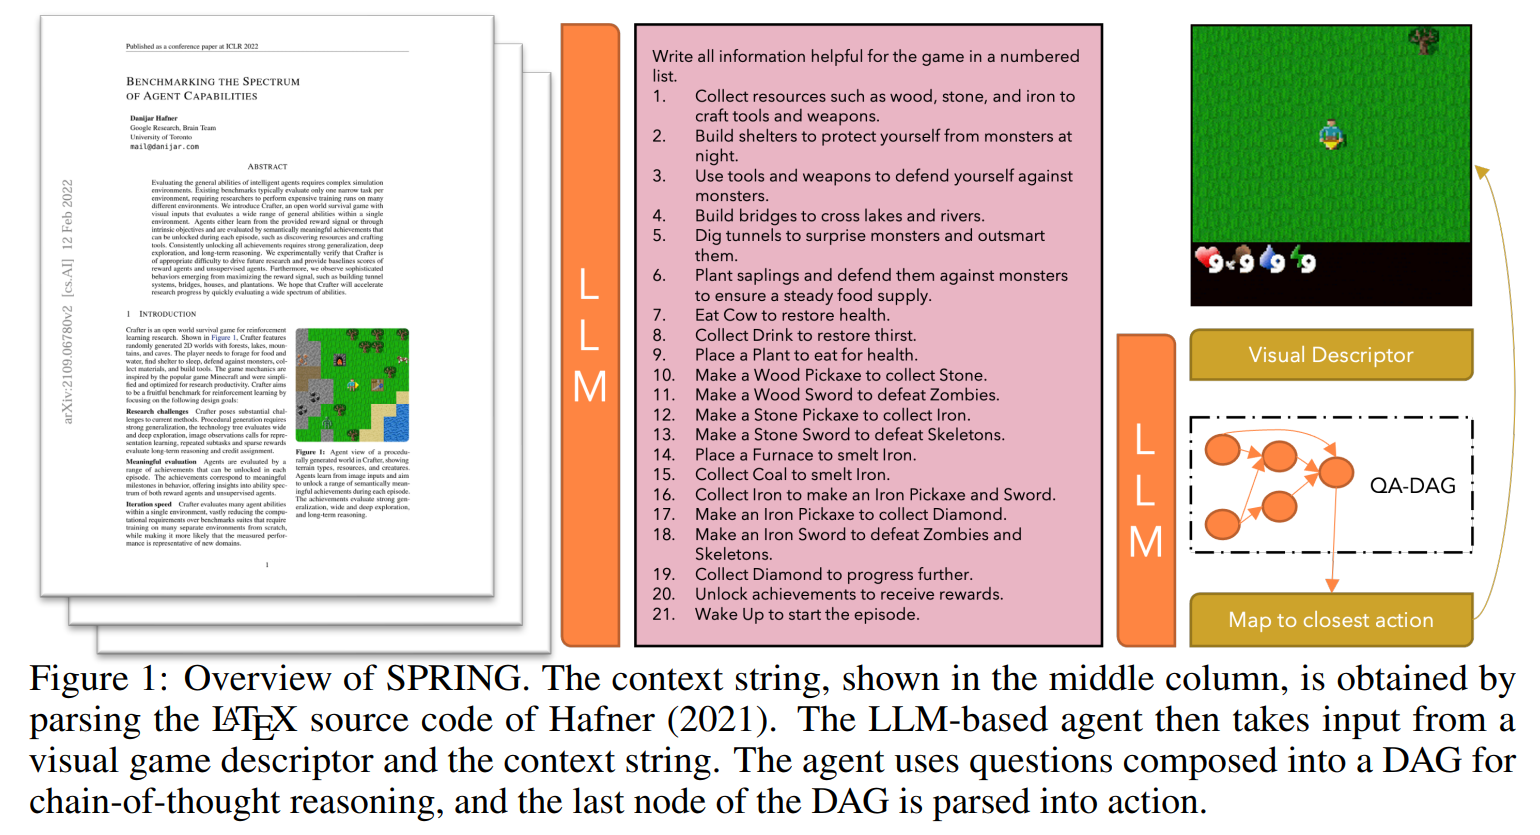 Published as a conference paper at ICLR 2022
BENCHMARKING THE SPECTRUM
OF AGENT CAPABILITIES
Danijar Hafner
Google Research, Brain Team
University of Toronto
mail@danijar.com
ABSTRACT
Evaluating the general abilities of intelligent agents requires complex simulation
environments. Existing benchmarks typically evaluate only one narrow task per
environment, requiring researchers to perform expensive training runs on many
different environments. We introduce Crafter, an open world survival game with
visual inputs that evaluates a wide range of general abilities within a single
environment. Agents either learn from the provided reward signal or through
intrinsic objectives and are evaluated by semantically meaningful achievements that
can be unlocked during each episode, such as discovering resources and crafting
tools. Consistently unlocking all achievements requires strong generalization, deep
exploration, and long-term reasoning. We experimentally verify that Crafter is
of appropriate difficulty to drive future research and provide baselines scores of
reward agents and unsupervised agents. Furthermore, we observe sophisticated
behaviors emerging from maximizing the reward signal, such as building tunnel
systems, bridges, houses, and plantations. We hope that Crafter will accelerate
research progress by quickly evaluating a wide spectrum of abilities.
1 INTRODUCTION
Crafter is an open world survival game for reinforcement
learning research. Shown in Figure 1, Crafter features
randomly generated 2D worlds with forests, lakes, moun-
tains, and caves. The player needs to forage for food and
water, find shelter to sleep, defend against monsters, col-
lect materials, and build tools. The game mechanics are
inspired by the popular game Minecraft and were simpli-
fied and optimized for research productivity. Crafter aims
to be a fruitful benchmark for reinforcement learning by
focusing on the following design goals:
Research challenges Crafter poses substantial chal-
lenges to current methods. Procedural generation requires
strong generalization, the technology tree evaluates wide
and deep exploration, image observations calls for repre-
sentation learning, repeated subtasks and sparse rewards
evaluate long-term reasoning and credit assignment.
Meaningful evaluation Agents are evaluated by a
range of achievements that can be unlocked in each
episode. The achievements correspond to meaningful
milestones in behavior, offering insights into ability spec-
trum of both reward agents and unsupervised agents.
Iteration speed Crafter evaluates many agent abilities
within a single environment, vastly reducing the compu-
tational requirements over benchmarks suites that require
training on many separate environments from scratch,
while making it more likely that the measured perfor-
mance is representative of new domains.
Figure 1: Agent view of a procedu-
rally generated world in Crafter, showing
terrain types, resources, and creatures.
Agents learn from image inputs and aim
to unlock a range of semantically mean-
ingful achievements during each episode.
The achievements evaluate strong gen-
eralization, wide and deep exploration,
and long-term reasoning.
1
arXiv:2109.06780v2 [cs.AI] 12 Feb 2022
LLM
Write all information helpful for the game in a numbered
list.
1. Collect resources such as wood, stone, and iron to
craft tools and weapons.
2. Build shelters to protect yourself from monsters at
night.
3. Use tools and weapons to defend yourself against
monsters.
4. Build bridges to cross lakes and rivers.
5. Dig tunnels to surprise monsters and outsmart
them.
6. Plant saplings and defend them against monsters
to ensure a steady food supply.
7. Eat Cow to restore health.
8. Collect Drink to restore thirst.
9. Place a Plant to eat for health.
10. Make a Wood Pickaxe to collect Stone.
11. Make a Wood Sword to defeat Zombies.
12. Make a Stone Pickaxe to collect Iron.
13. Make a Stone Sword to defeat Skeletons.
14. Place a Furnace to smelt Iron.
15. Collect Coal to smelt Iron.
16. Collect Iron to make an Iron Pickaxe and Sword.
17. Make an Iron Pickaxe to collect Diamond.
18. Make an Iron Sword to defeat Zombies and
Skeletons.
19. Collect Diamond to progress further.
20. Unlock achievements to receive rewards.
21. Wake Up to start the episode.
LLM
9 9 9 9
Visual Descriptor
QA-DAG
Map to closest action
Figure 1: Overview of SPRING. The context string, shown in the middle column, is obtained by
parsing the LATEX source code of Hafner (2021). The LLM-based agent then takes input from a
visual game descriptor and the context string. The agent uses questions composed into a DAG for
chain-of-thought reasoning, and the last node of the DAG is parsed into action.